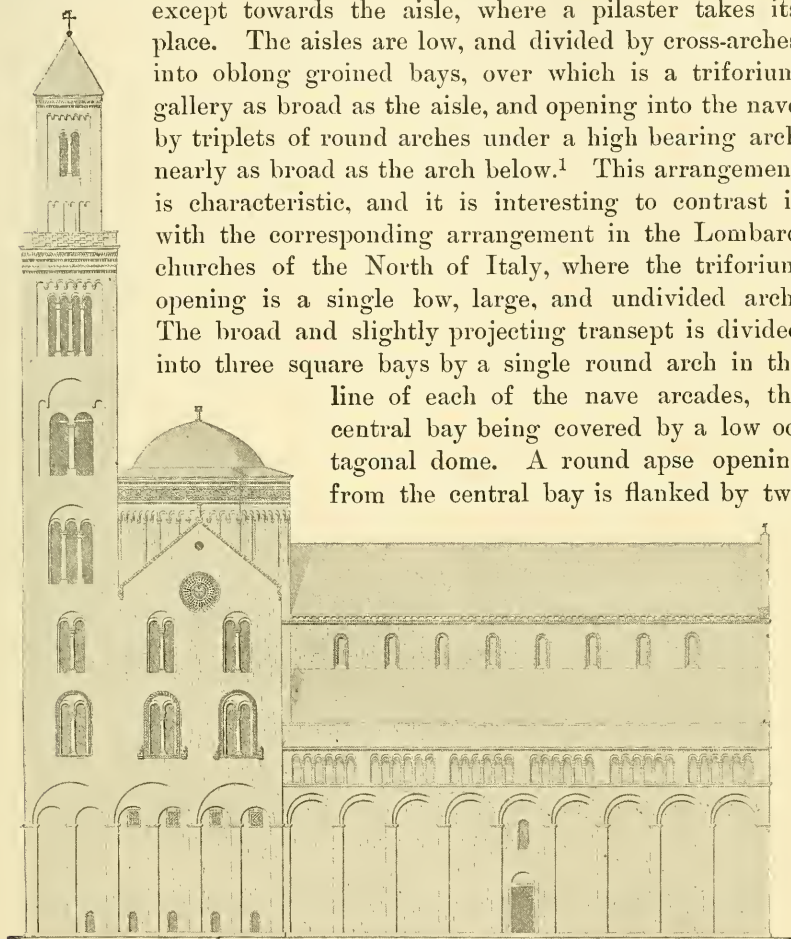 except towards the aisle, where a pilaster takes its
place. The aisles are low, and divided by cross-arches
into oblong groined bays, over which is a triforium
gallery as broad as the aisle, and opening into the nave
by triplets of round arches under a high bearing arch
nearly as broad as the arch below.¹ This arrangemen
is characteristic, and it is interesting to contrast i
with the corresponding arrangement in the Lombard
churches of the North of Italy, where the triforium
opening is a single low, large, and undivided arch
The broad and slightly projecting transept is divided
into three square bays by a single round arch in th
line of each of the nave arcades, th
central bay being covered by a low oc
tagonal dome. A round apse openin
from the central bay is flanked by tw